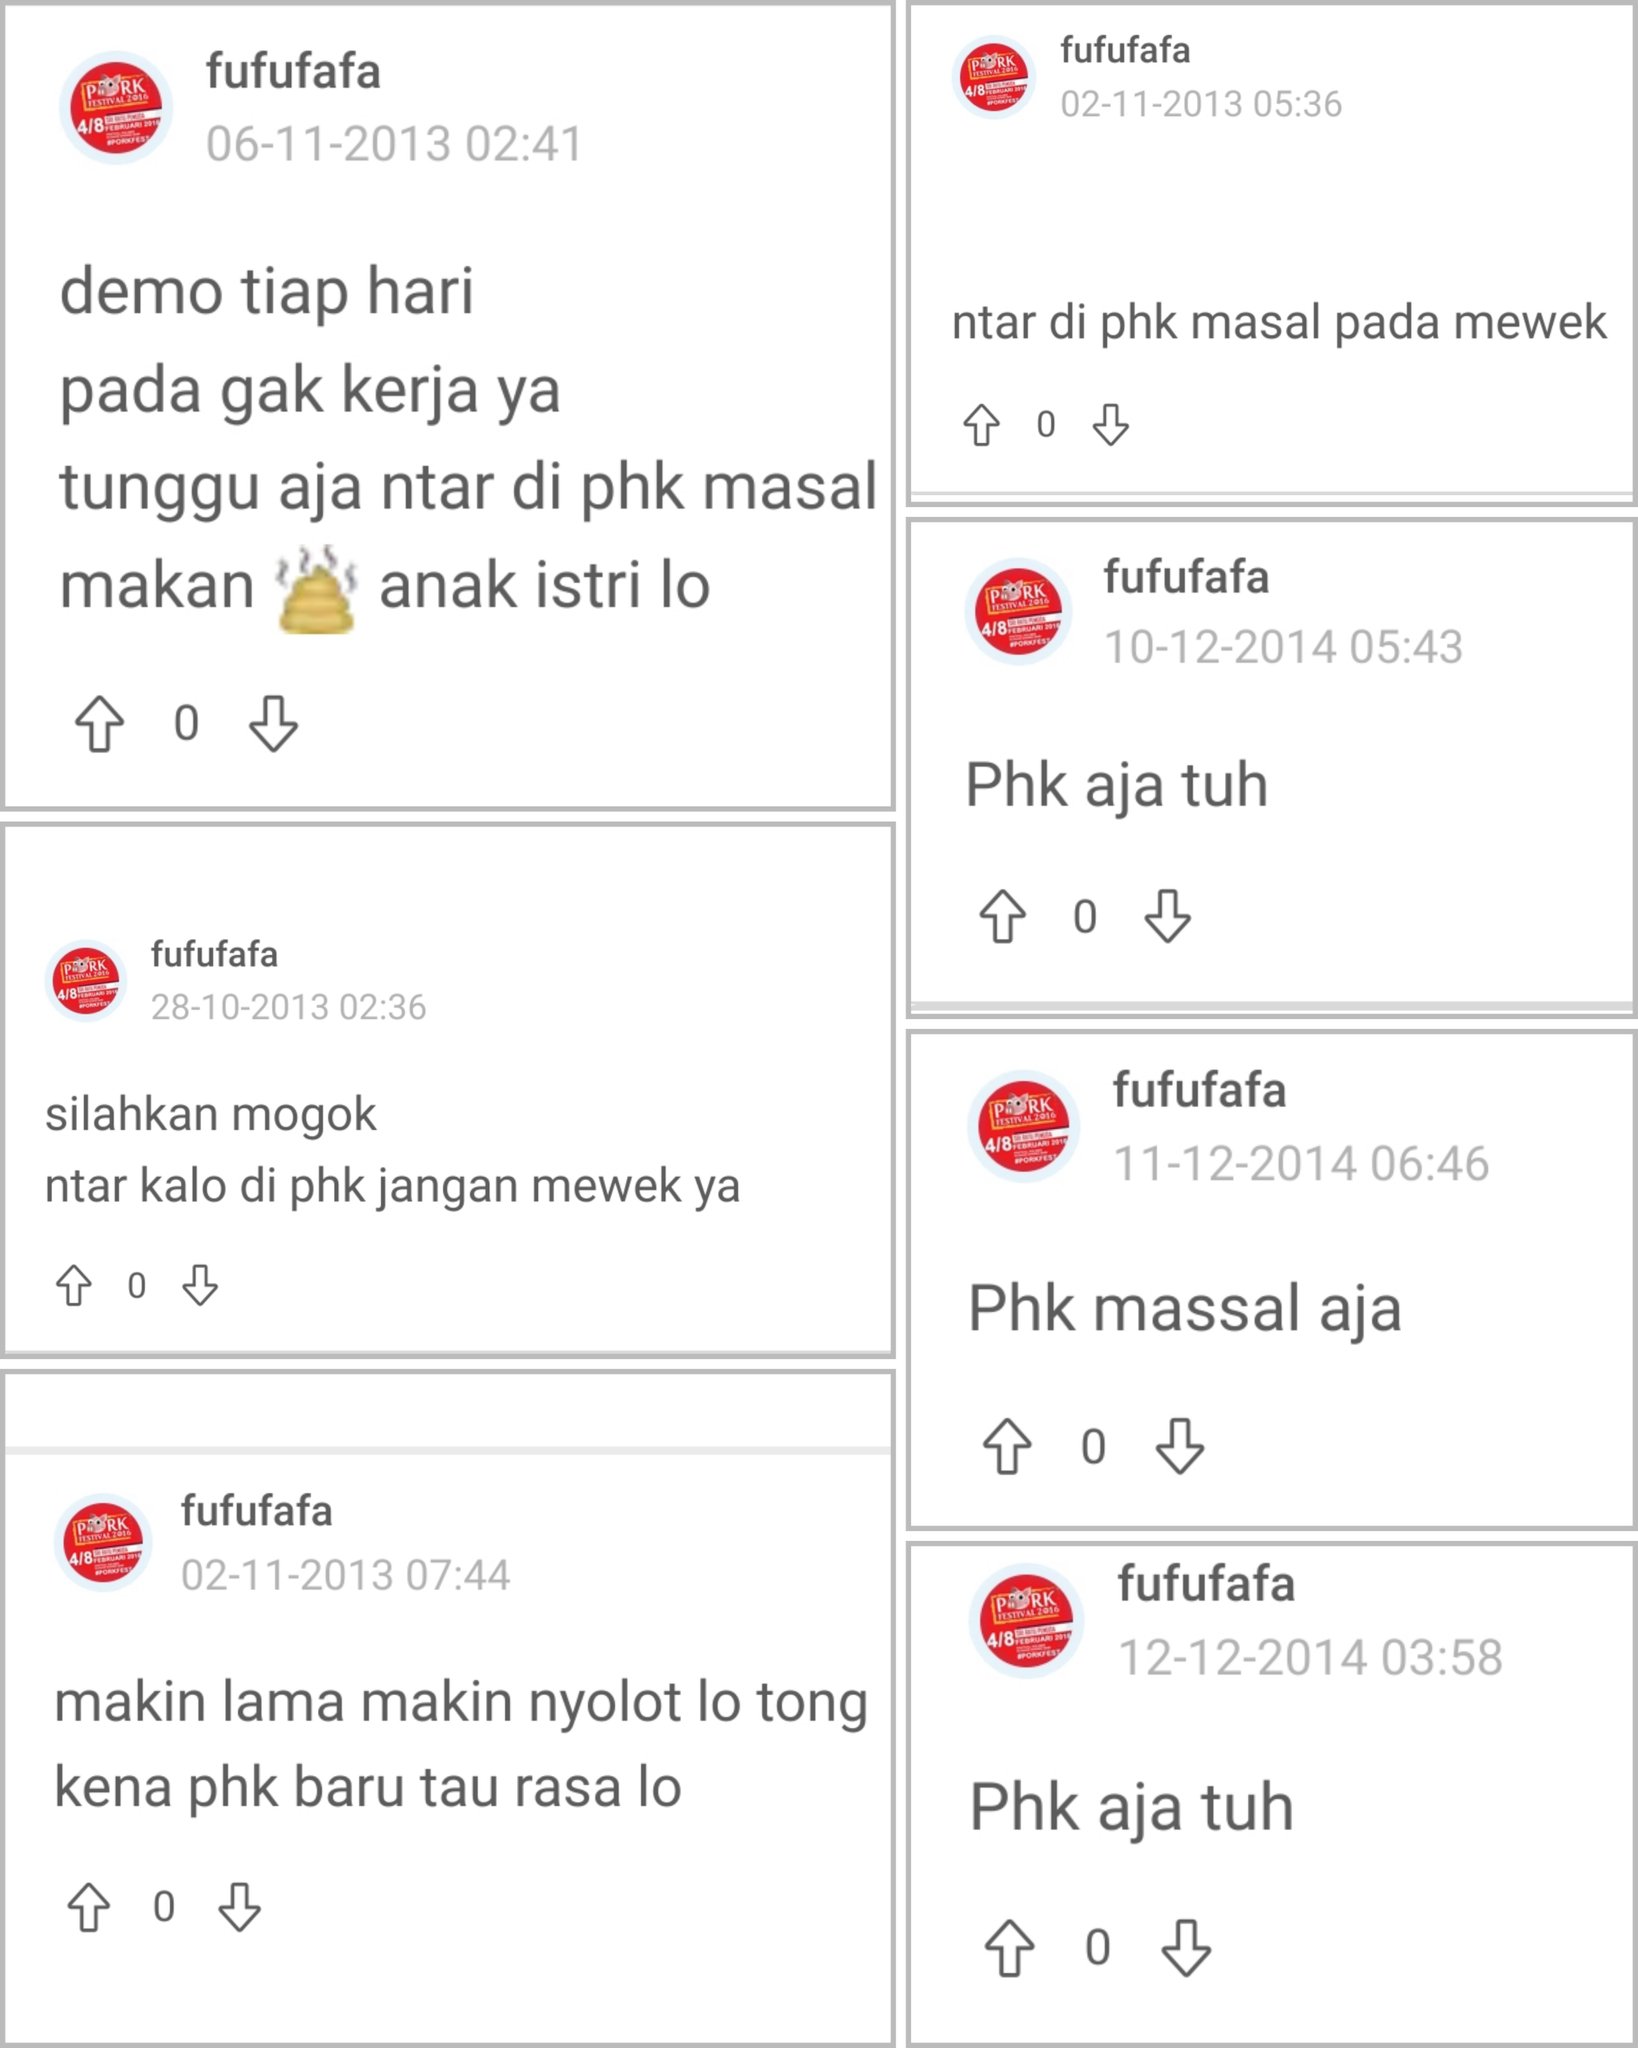 fufufafa
06-11-2013 02:41
demo tiap hari
pada gak kerja ya
tunggu aja ntar di phk masal
makan anak istri lo
0
fufufafa
28-10-2013 02:36
silahkan mogok
ntar kalo di phk jangan mewek ya
0
fufufafa
02-11-2013 07:44
makin lama makin nyolot lo tong
kena phk baru tau rasa lo
0
fufufafa
02-11-2013 05:36
ntar di phk masal pada mewek
0
fufufafa
10-12-2014 05:43
Phk aja tuh
0
fufufafa
11-12-2014 06:46
Phk massal aja
0
fufufafa
12-12-2014 03:58
Phk aja tuh
0